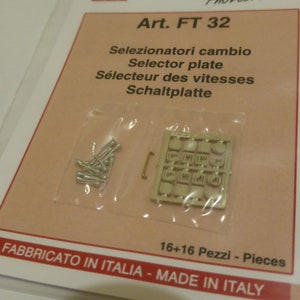 Art. FT 32
Selezionatori cambio
Selector plate
Sélecteur des vitesses
Schaltplatte
16+16 Pezzi - Pieces
FABBRICATO IN ITALIA - MADE IN ITALY